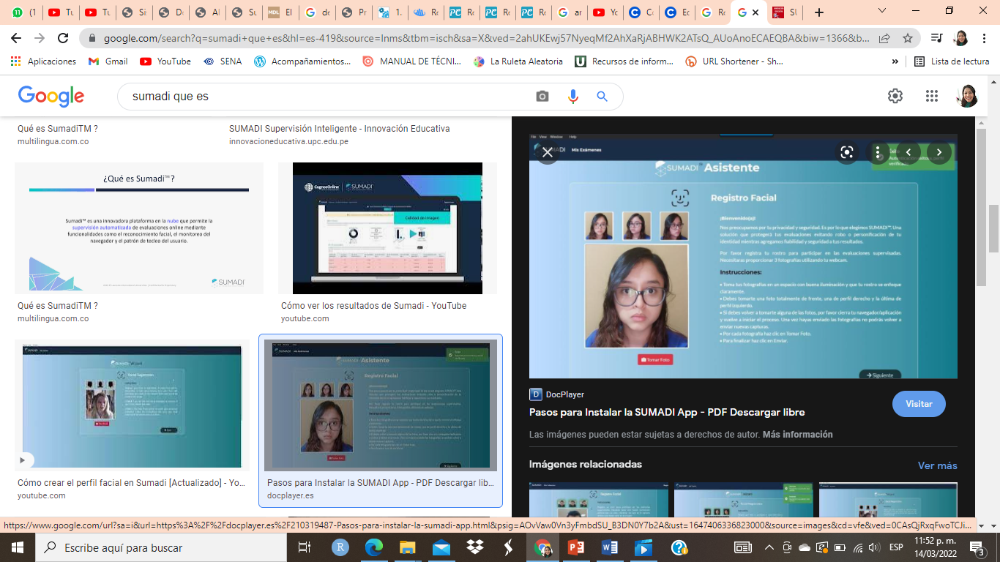 (1
Tu
Tu
Si
D
Al
Su
MDL
El
de
Pr
1.
Re
PC
Re
PC
Re
PC
Re
ar
Yo
Co
Ec
Re
G
SU
google.com/search?q=sumadi+que+es&hl=es-419&source=lnms&tbm=isch&sa=X&ved=2ahUKEwj57NyeqMf2AhXaRjABHWK2ATsQ_AUoAnoECAEQBA&biw=1366&b...
Aplicaciones
Gmail
YouTube
SENA
Acompañamientos...
MANUAL DE TÉCNI...
La Ruleta Aleatoria
Recursos de inform...
URL Shortener - Sh...
»
Lista de lectura
Google
sumadi que es
Qué es SumadiTM ?
multilingua.com.co
SUMADI Supervisión Inteligente - Innovación Educativa
innovacioneducativa.upc.edu.pe
¿Qué es Sumadi™?
Sumadi™ es una innovadora plataforma en la nube que permite la
supervisión automatizada de evaluaciones online mediante
funcionalidades como el reconocimiento facial, el monitoreo del
navegador y el patrón de tecleo del usuario.
SUMADI
Qué es SumadiTM ?
multilingua.com.co
CognosOnline
SUMADI
Calidad de imagen
Cómo ver los resultados de Sumadi - YouTube
youtube.com
Cómo crear el perfil facial en Sumadi [Actualizado] - Yo...
youtube.com
Asistente
Registro Facial
Pasos para Instalar la SUMADI App - PDF Descargar lib...
docplayer.es
File View Window Help
Mis Exámenes
SUMADI™ Asistente
Registro Facial
¡Bienvenido(a)!
Nos preocupamos por tu privacidad y seguridad. Es por lo que elegimos SUMADI™. Una
solución que protegerá tus evaluaciones evitando robo o personificación de tu
identidad mientras agregamos fiabilidad y seguridad a tus resultados.
Por favor registra tu rostro para participar en las evaluaciones supervisadas.
Necesitaras proporcionar 3 fotografías utilizando tu webcam.
Instrucciones:
• Toma tus fotografías en un espacio con buena iluminación y que tu rostro se enfoque
claramente.
• Debes tomarte una foto totalmente de frente, una de perfil derecho y la última de
perfil izquierdo.
• Si debes volver a tomarte alguna de las fotos, por favor cierra tu navegador/aplicación
y vuelve a iniciar el proceso. Una vez hayas enviado las fotografías no podrás volver a
enviar nuevas capturas.
• Por cada fotografía haz clic en Tomar Foto.
• Para finalizar haz clic en Enviar.
Tomar Foto
Siguiente
D DocPlayer
Pasos para Instalar la SUMADI App - PDF Descargar libre
Visitar
Las imágenes pueden estar sujetas a derechos de autor. Más información
Imágenes relacionadas
Ver más
Registro Facial
https://www.google.com/url?sa=i&url=https%3A%2F%2Fdocplayer.es%2F210319487-Pasos-para-instalar-la-sumadi-app.html&psig=AOvVaw0Vn3yFmbdSU_B3DN0Y7b2A&ust=1647406336823000&source=images&cd=vfe&ved=0CAsQjRxqFwoTCJi...
Escribe aquí para buscar
R
ESP
11:52 p. m.
14/03/2022
3